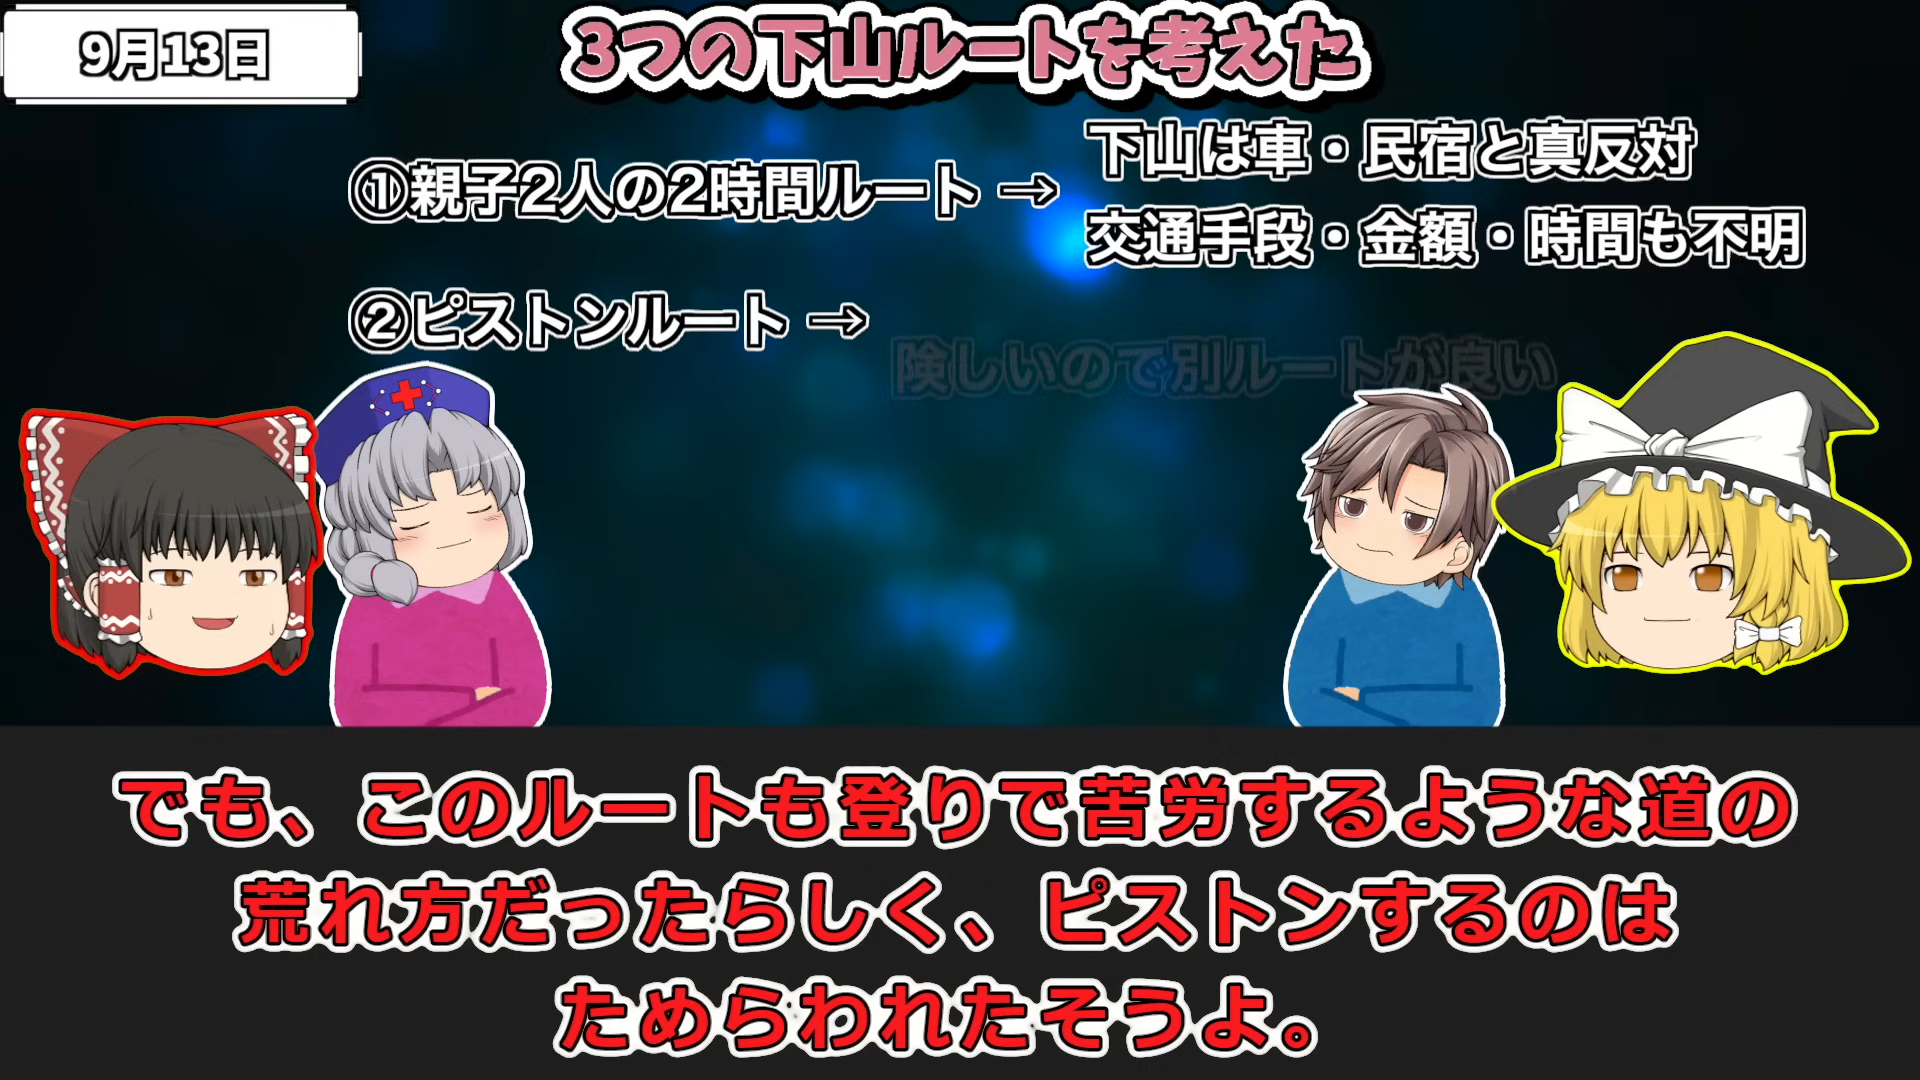 9月13日
3つの下山ルートを考えた
①親子2人の2時間ルート →
下山は車・民宿と真反対
交通手段・金額・時間も不明
②ピストンルート →
険しいので別ルートが良い
でも、このルートも登りで苦労するような道の
荒れ方だったらしく、ピストンするのは
ためらわれたそうよ。